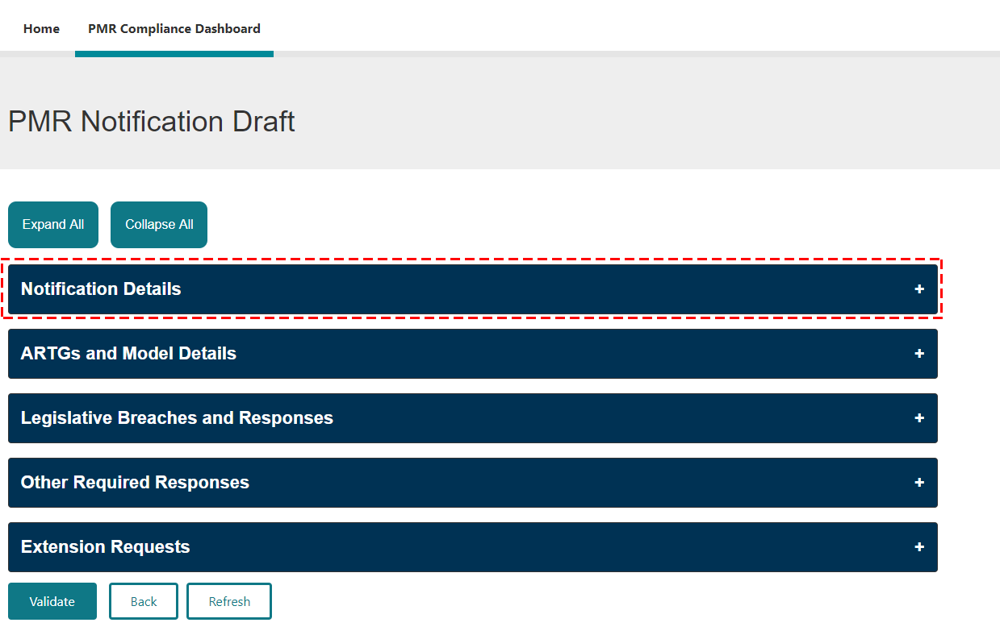 Home PMR Compliance Dashboard
PMR Notification Draft
Expand All Collapse All
Notification Details +
ARTGs and Model Details +
Legislative Breaches and Responses +
Other Required Responses +
Extension Requests +
Validate Back Refresh